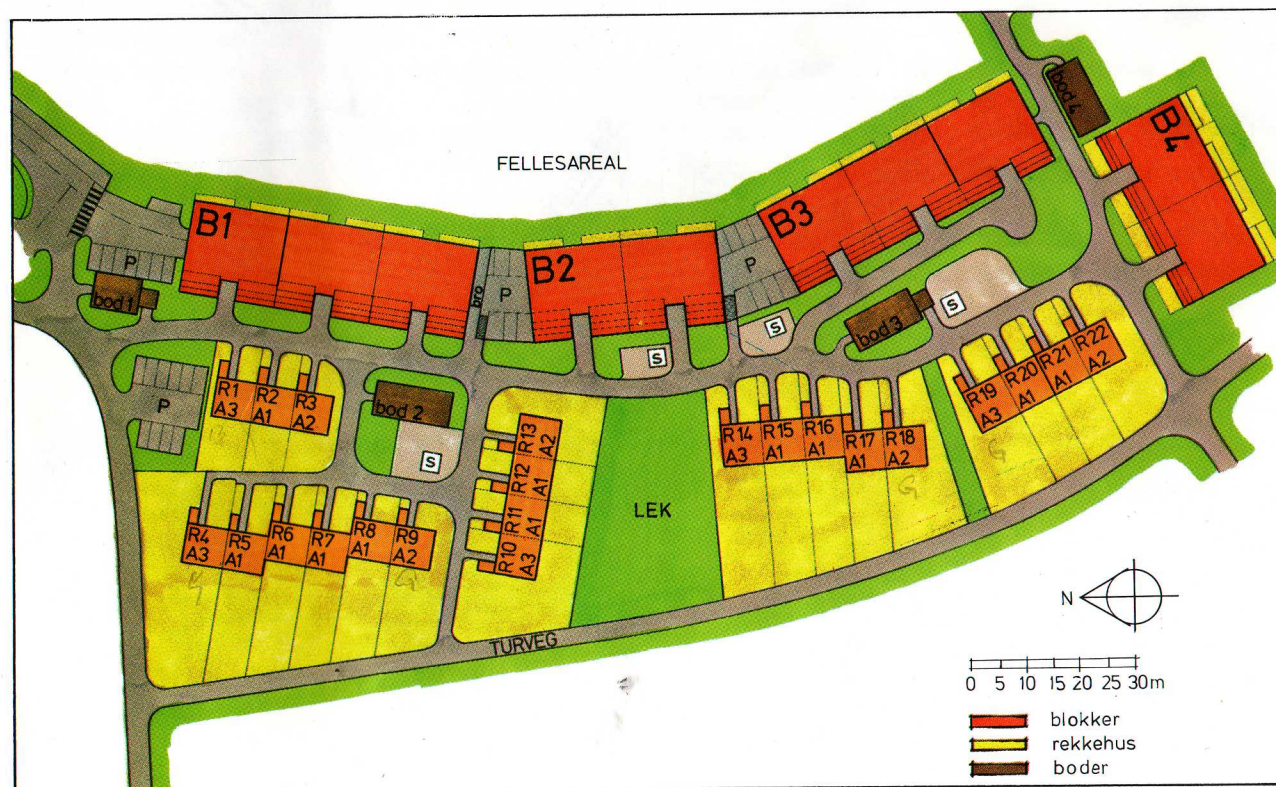 FELLESAREAL
bod 4
B4
B3
B1
B2
P
P
P
bro
bod 1
bod 3
S
S
S
P
bod 2
S
R1
A3
R2
A1
R3
A2
R4
A3
R5
A1
R6
A1
R7
A1
R8
A1
R9
A2
R10
A3
R11
A1
R12
A1
R13
A2
LEK
R14
A3
R15
A1
R16
A1
R17
A1
R18
A2
R19
A3
R20
A1
R21
A1
R22
A2
TURVEG
N
0 5 10 15 20 25 30m
blokker
rekkehus
boder